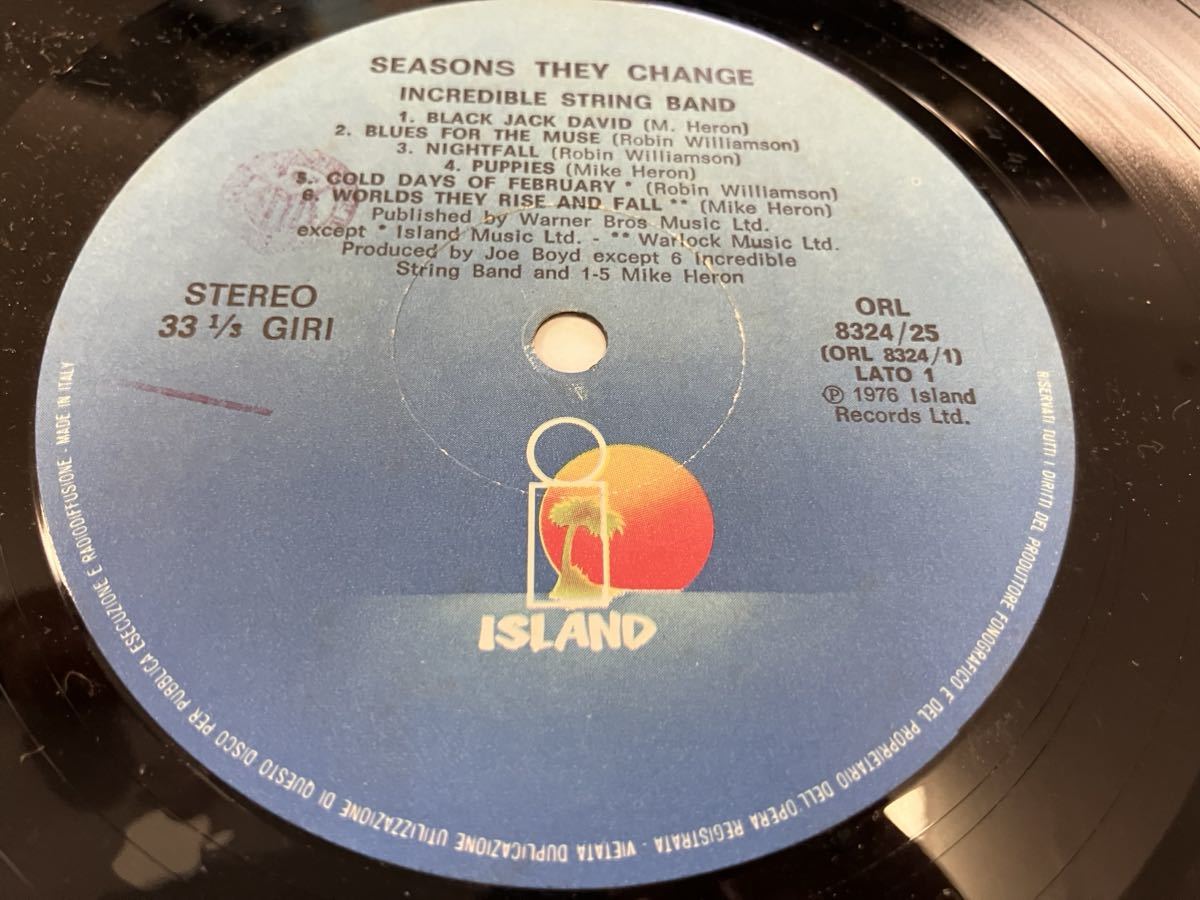 SEASONS THEY CHANGE
INCREDIBLE STRING BAND
1. BLACK JACK DAVID (M. Heron)
2. BLUES FOR THE MUSE (Robin Williamson)
3. NIGHTFALL (Robin Williamson)
4. PUPPIES (Mike Heron)
5. COLD DAYS OF FEBRUARY * (Robin Williamson)
6. WORLDS THEY RISE AND FALL ** (Mike Heron)
Published by Warner Bros Music Ltd.
except * Island Music Ltd. - ** Warlock Music Ltd.
Produced by Joe Boyd except 6 Incredible
String Band and 1-5 Mike Heron
STEREO
33 1/3 GIRI
ORL
8324/25
(ORL 8324/1)
LATO 1
℗ 1976 Island
Records Ltd.
ISLAND
RISERVATI TUTTI I DIRITTI DEL PRODUTTORE FONOGRAFICO E DEL PROPRIETARIO DELL'OPERA REGISTRATA - VIETATA DUPLICAZIONE UTILIZZAZIONE DI QUESTO DISCO PER PUBBLICA ESECUZIONE E RADIODIFFUSIONE - MADE IN ITALY